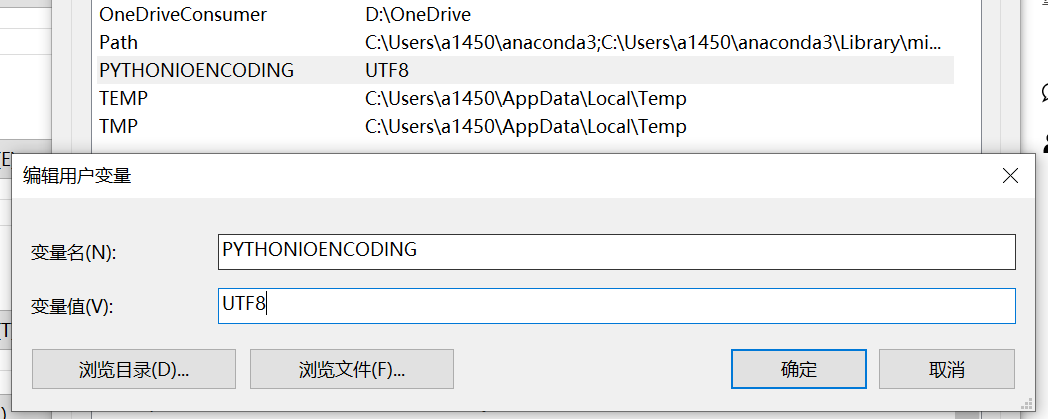 OneDriveConsumer D:\OneDrive
Path C:\Users\a1450\anaconda3;C:\Users\a1450\anaconda3\Library\mi...
PYTHONIOENCODING UTF8
TEMP C:\Users\a1450\AppData\Local\Temp
TMP C:\Users\a1450\AppData\Local\Temp
编辑用户变量
变量名(N): PYTHONIOENCODING
变量值(V): UTF8
浏览目录(D)... 浏览文件(F)... 确定 取消